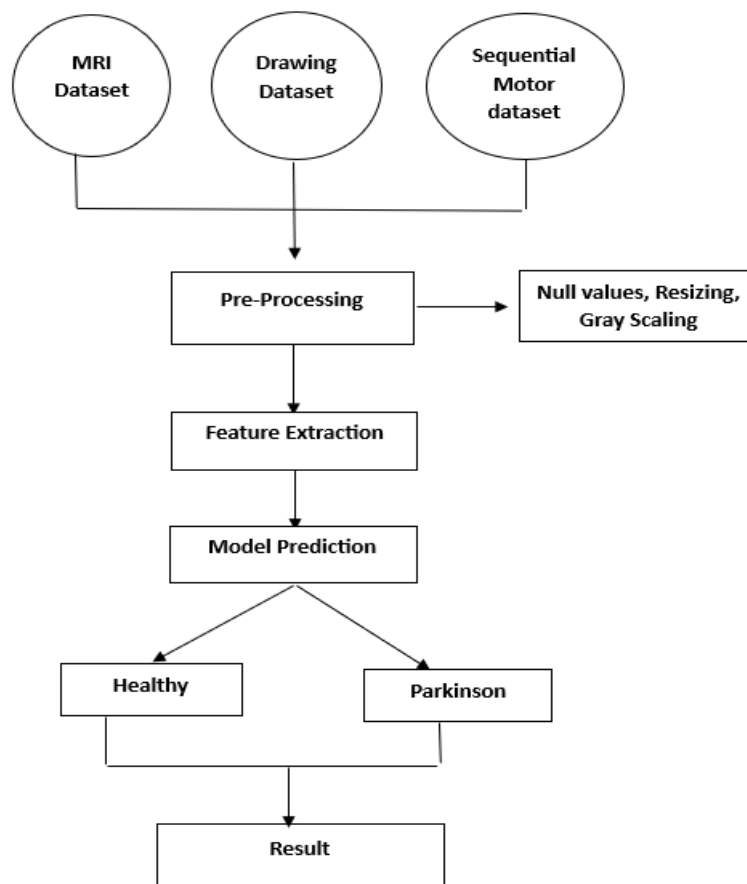 MRI
Dataset
Drawing
Dataset
Sequential
Motor
dataset
Pre-Processing
Null values, Resizing,
Gray Scaling
Feature Extraction
Model Prediction
Healthy
Parkinson
Result